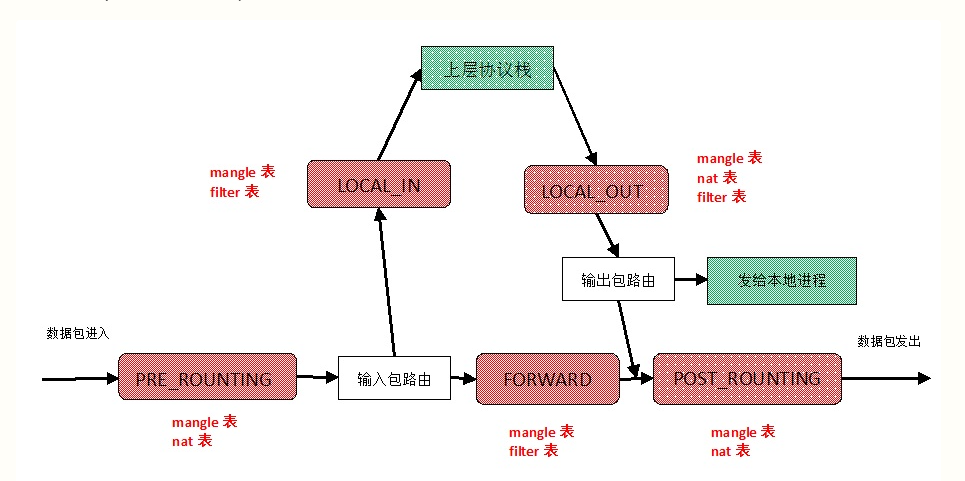 上层协议栈
mangle 表
filter 表
LOCAL_IN
LOCAL_OUT
mangle 表
nat 表
filter 表
输出包路由
发给本地进程
数据包进入
数据包发出
PRE_ROUNTING
输入包路由
FORWARD
POST_ROUNTING
mangle 表
nat 表
mangle 表
filter 表
mangle 表
nat 表